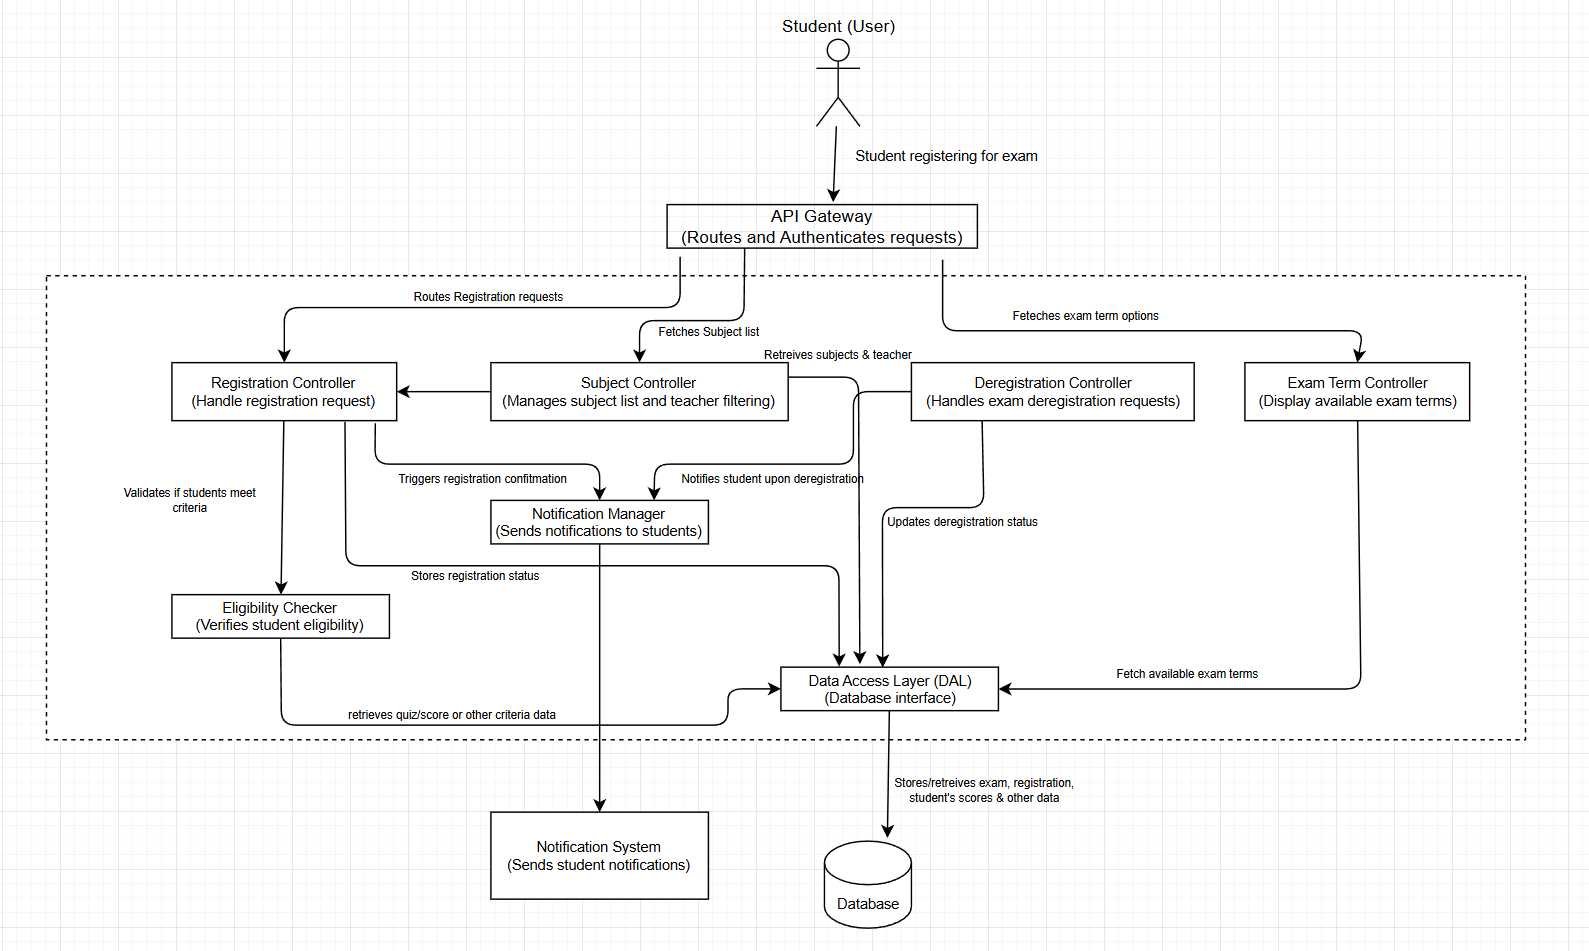 Student (User)
Student registering for exam
API Gateway
(Routes and Authenticates requests)
Routes Registration requests
Fetches Subject list
Feteches exam term options
Retreives subjects & teacher
Registration Controller
(Handle registration request)
Subject Controller
(Manages subject list and teacher filtering)
Deregistration Controller
(Handles exam deregistration requests)
Exam Term Controller
(Display available exam terms)
Triggers registration confitmation
Notifies student upon deregistration
Validates if students meet
criteria
Notification Manager
(Sends notifications to students)
Updates deregistration status
Stores registration status
Eligibility Checker
(Verifies student eligibility)
Data Access Layer (DAL)
(Database interface)
Fetch available exam terms
retrieves quiz/score or other criteria data
Stores/retreives exam, registration,
student's scores & other data
Notification System
(Sends student notifications)
Database